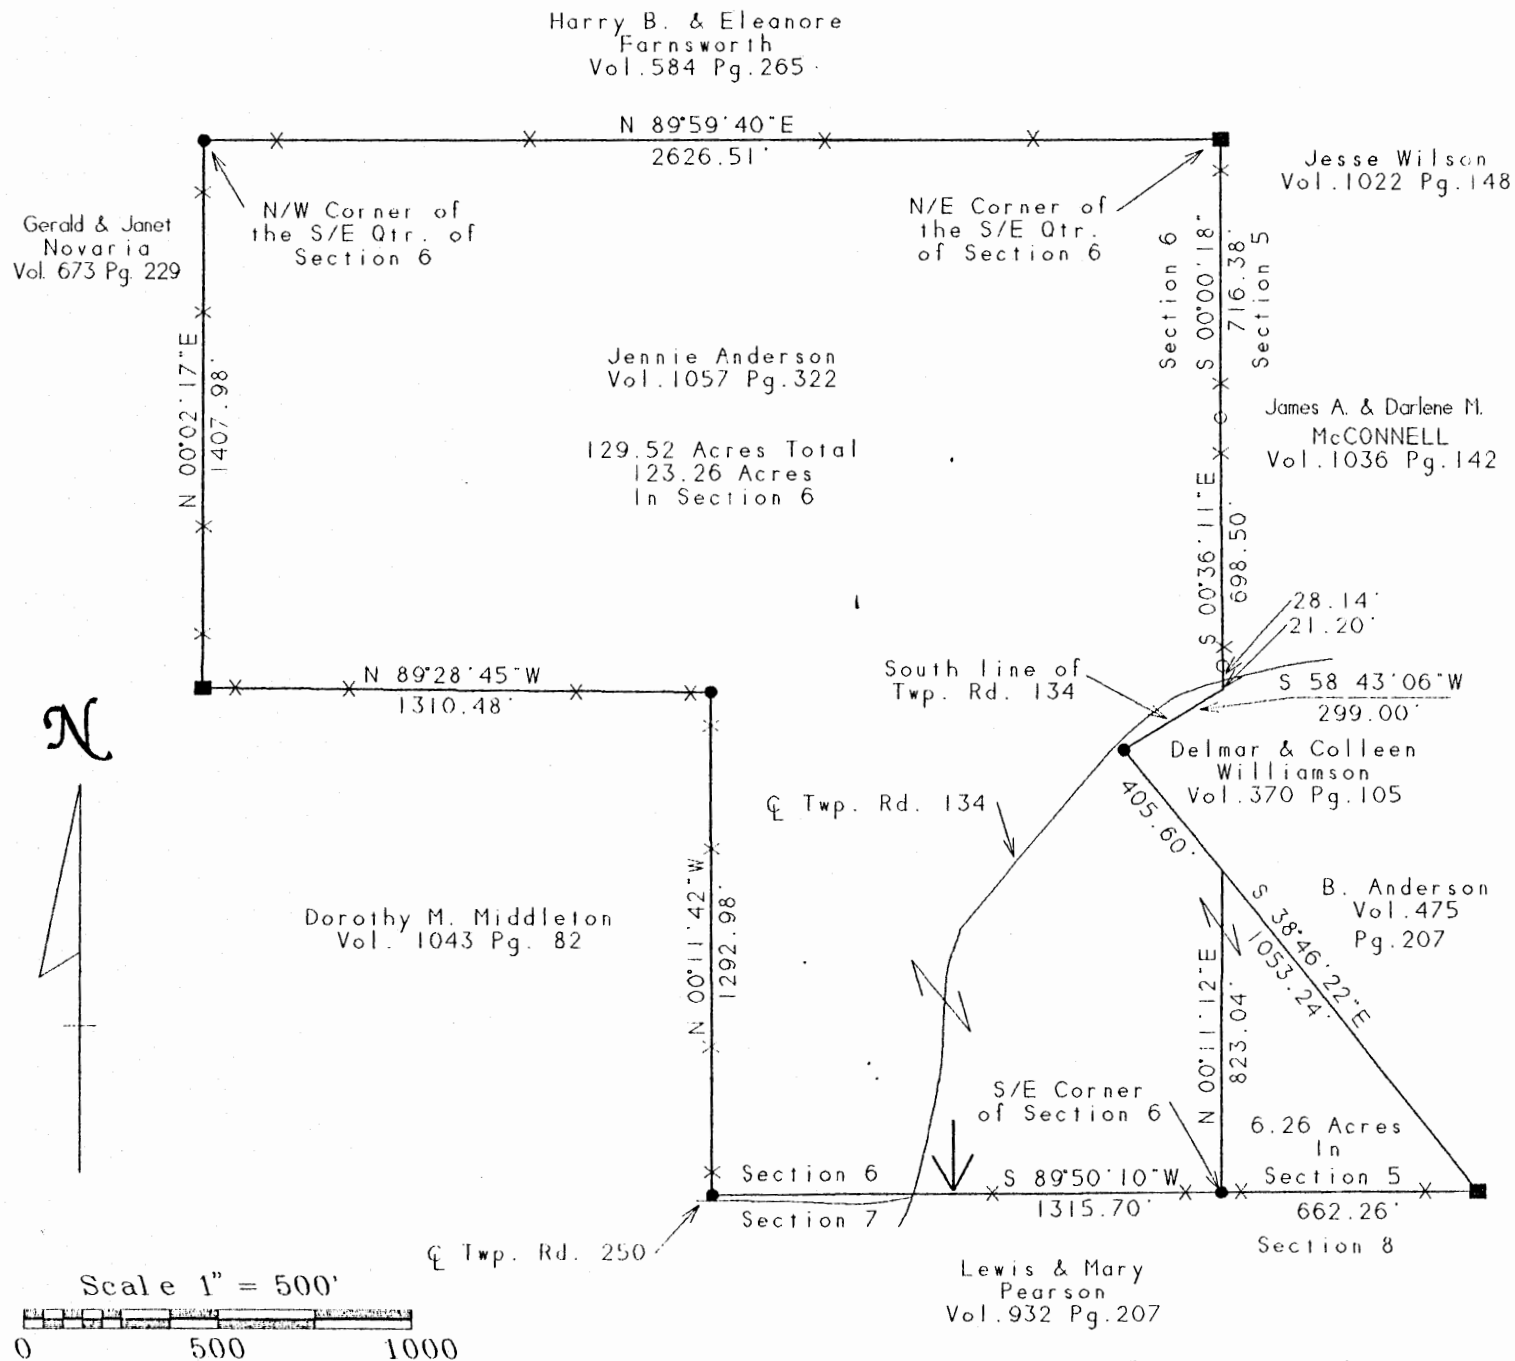 Harry B. & Eleanore
Farnsworth
Vol.584 Pg.265
N 89°59'40"E
2626.51'
Jesse Wilson
Vol.1022 Pg.148
N/W Corner of
the S/E Qtr. of
Section 6
N/E Corner of
the S/E Qtr.
of Section 6
Gerald & Janet
Novaria
Vol. 673 Pg. 229
Section 6
S 00°00'18"
716.38'
Section 5
N 00°02'17"E
1407.98'
Jennie Anderson
Vol.1057 Pg.322
129.52 Acres Total
123.26 Acres
In Section 6
James A. & Darlene M.
McCONNELL
Vol.1036 Pg.142
S 00°36'11"E
698.50'
28.14'
21.20'
N 89°28'45"W
1310.48'
South line of
Twp. Rd. 134
S 58 43'06"W
299.00'
N
Delmar & Colleen
Williamson
Vol.370 Pg.105
405.60'
℄ Twp. Rd. 134
N 00°11'42"W
1292.98'
Dorothy M. Middleton
Vol. 1043 Pg. 82
B. Anderson
Vol.475
Pg.207
S 38°46'22"E
1053.24'
N 00°11'12"E
823.04'
S/E Corner
of Section 6
6.26 Acres
In
Section 5
662.26'
Section 8
Section 6
Section 7
S 89°50'10"W
1315.70'
℄ Twp. Rd. 250
Lewis & Mary
Pearson
Vol.932 Pg.207
Scale 1" = 500'
0 500 1000